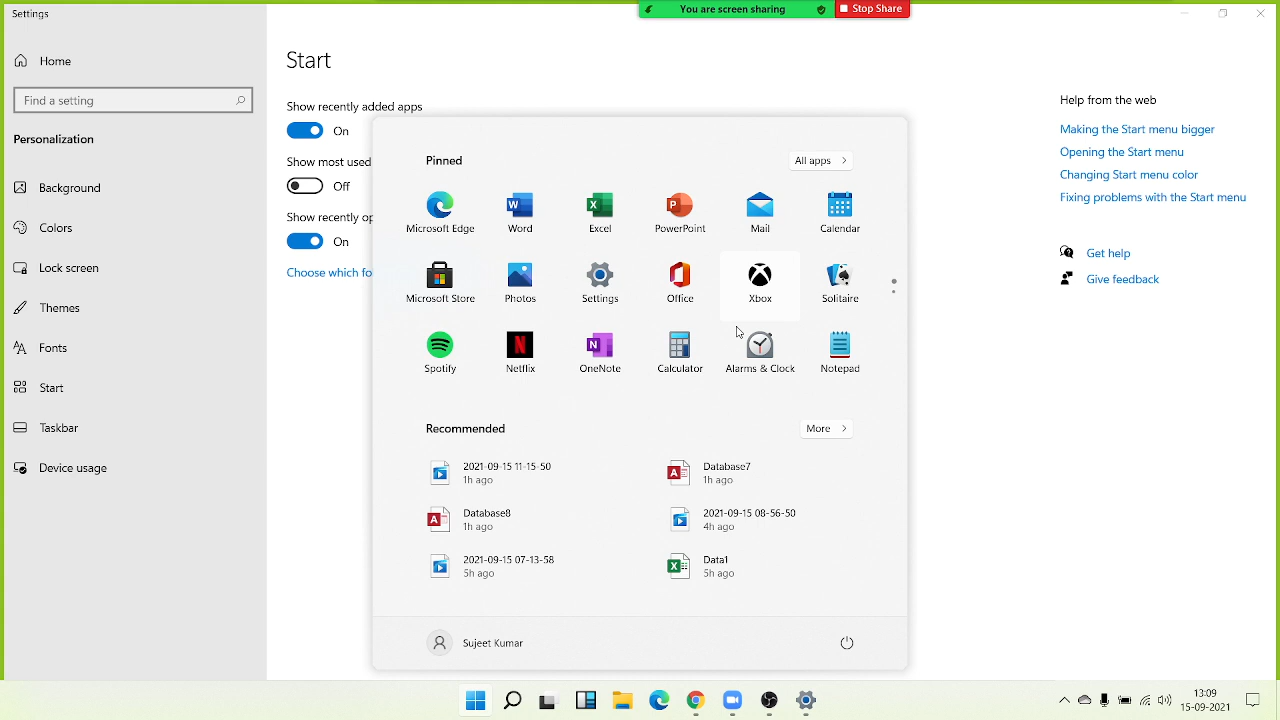 Settings
You are screen sharing
Stop Share
Home
Find a setting
Personalization
Background
Colors
Lock screen
Themes
Fonts
Start
Taskbar
Device usage
Start
Show recently added apps
On
Show most used
Off
Show recently op
On
Choose which fo
Pinned
All apps
Microsoft Edge
Word
Excel
PowerPoint
Mail
Calendar
Microsoft Store
Photos
Settings
Office
Xbox
Solitaire
Spotify
Netflix
OneNote
Calculator
Alarms & Clock
Notepad
Recommended
More
2021-09-15 11-15-50
1h ago
Database7
1h ago
Database8
1h ago
2021-09-15 08-56-50
4h ago
2021-09-15 07-13-58
5h ago
Data1
5h ago
Sujeet Kumar
Help from the web
Making the Start menu bigger
Opening the Start menu
Changing Start menu color
Fixing problems with the Start menu
Get help
Give feedback
13:09
15-09-2021